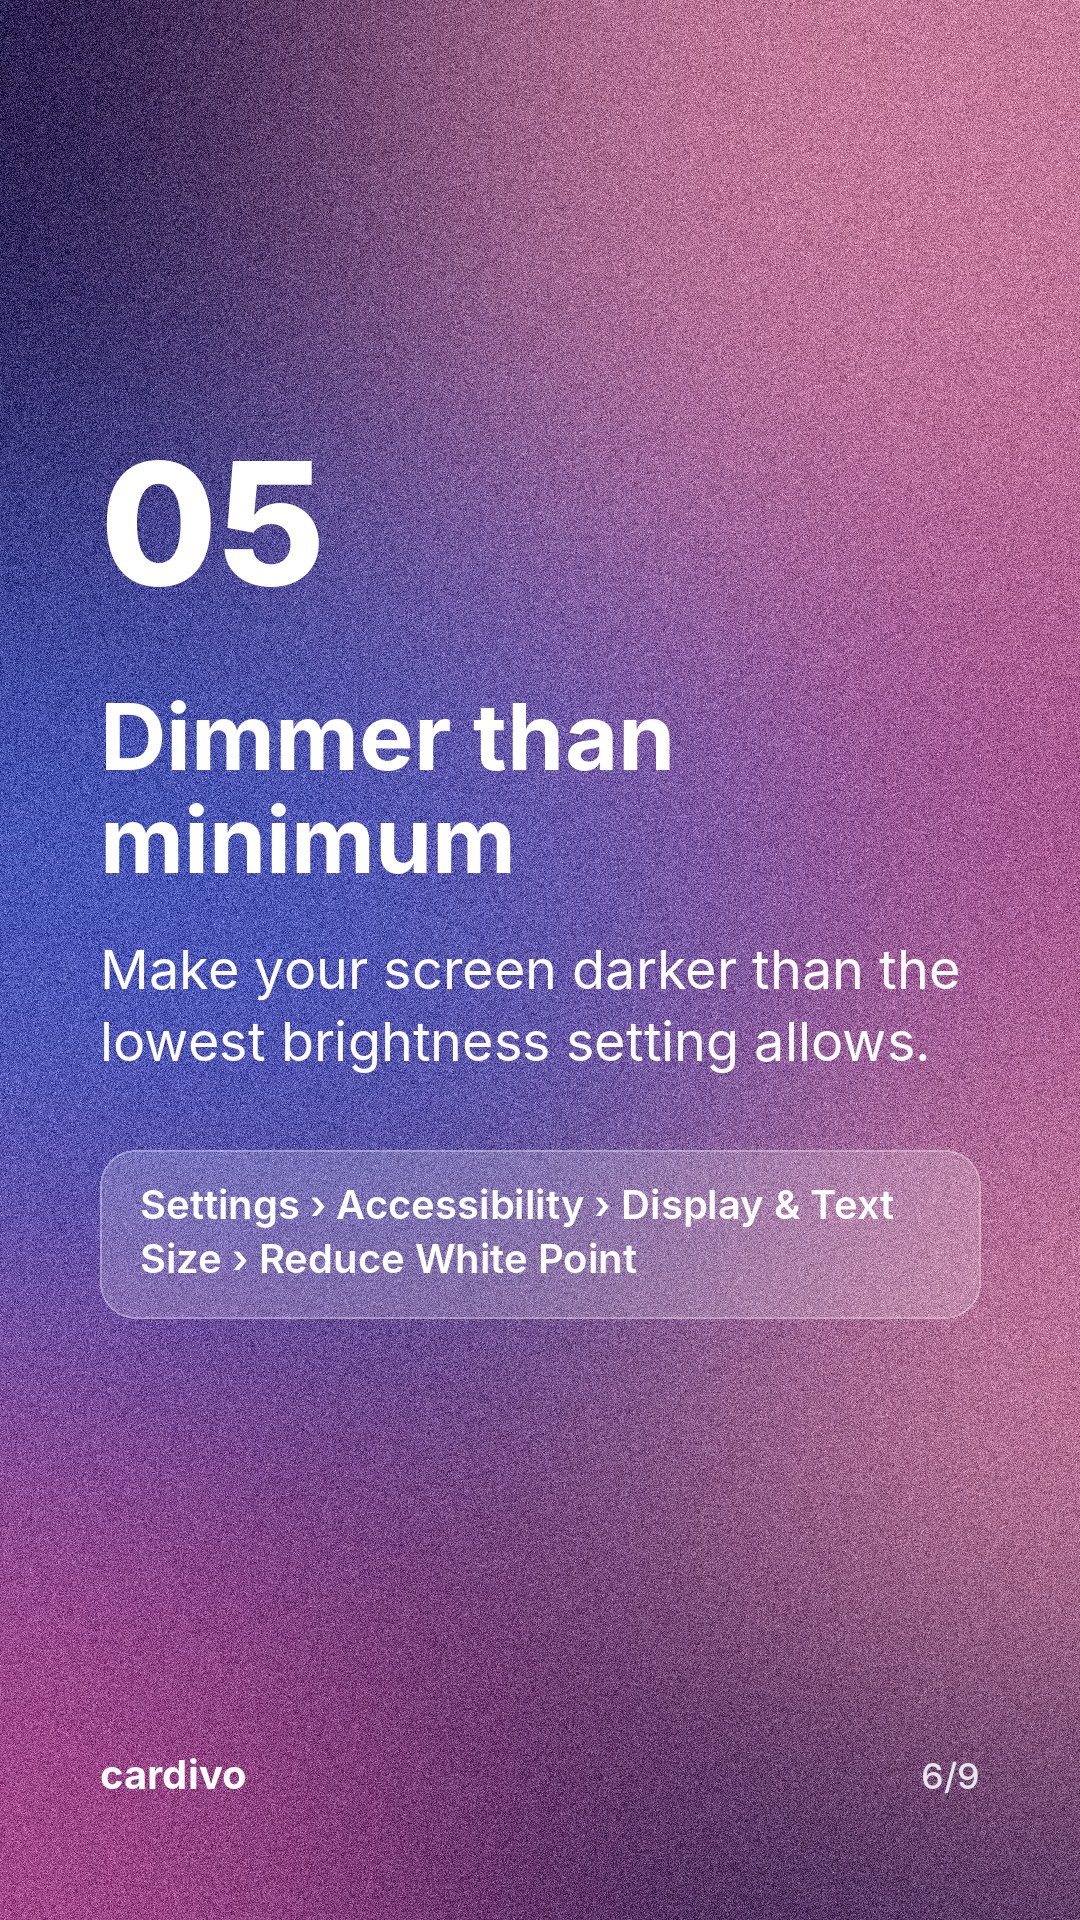 05
Dimmer than
minimum
Make your screen darker than the
lowest brightness setting allows.
Settings › Accessibility › Display & Text
Size › Reduce White Point
cardivo
6/9